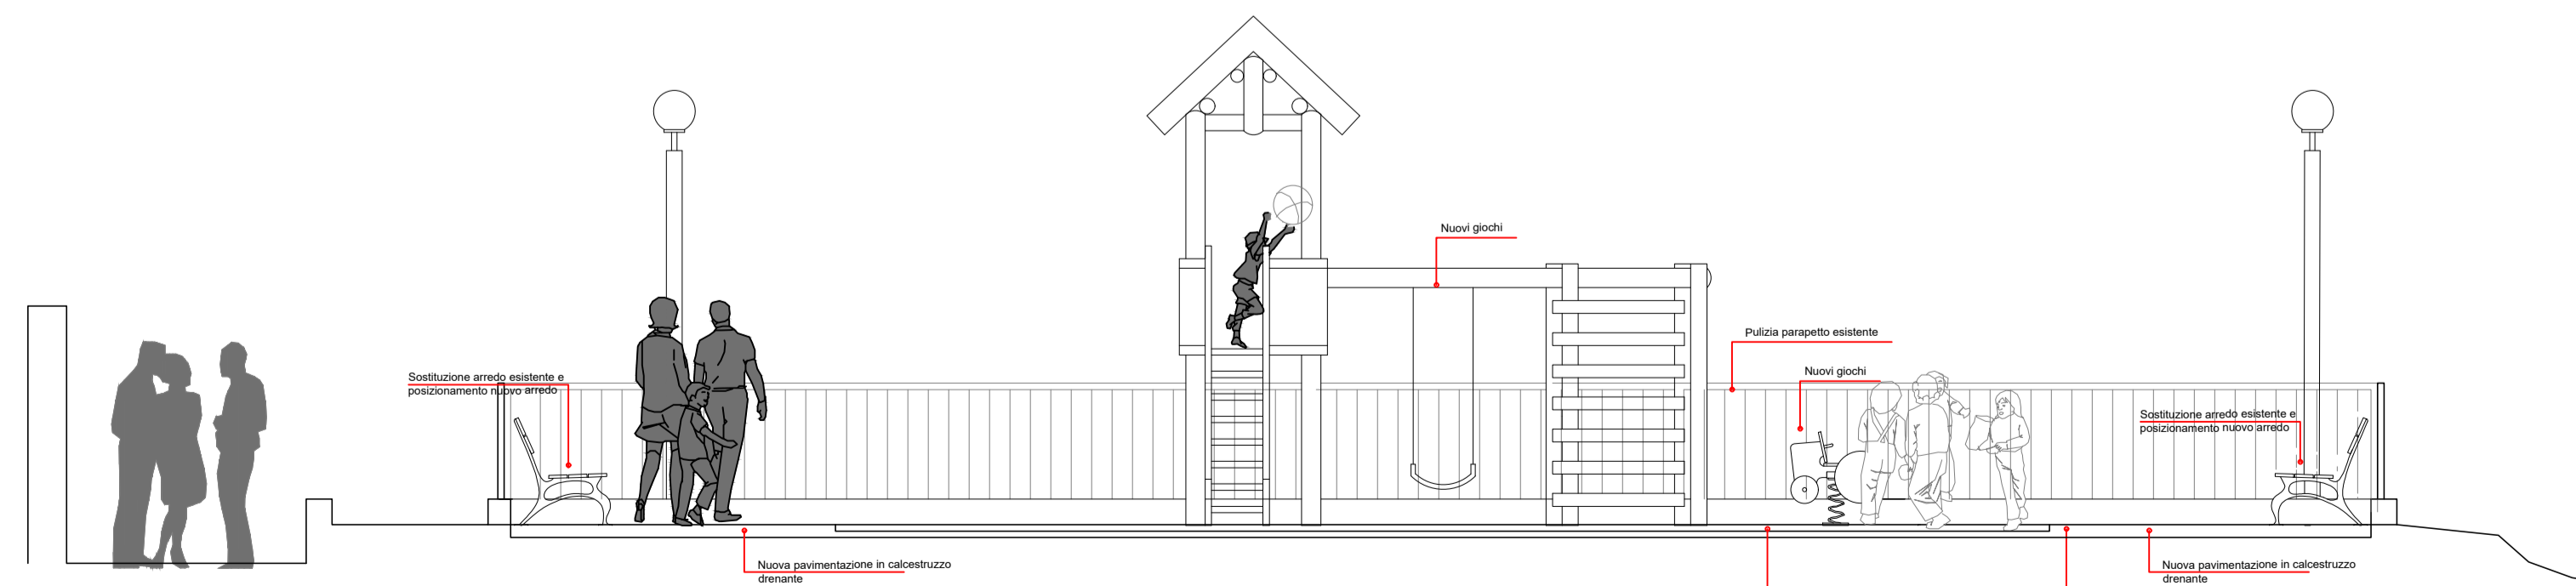 Nuovi giochi
Pulizia parapetto esistente
Nuovi giochi
Sostituzione arredo esistente e
posizionamento nuovo arredo
Sostituzione arredo esistente e
posizionamento nuovo arredo
Nuova pavimentazione in calcestruzzo
drenante
Nuova pavimentazione in calcestruzzo
drenante